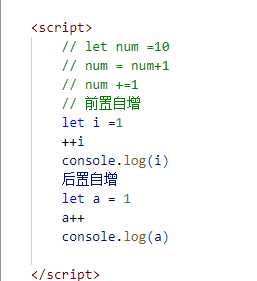 <script>
// let num =10
// num = num+1
// num +=1
// 前置自增
let i =1
++i
console.log(i)
后置自增
let a = 1
a++
console.log(a)
</script>